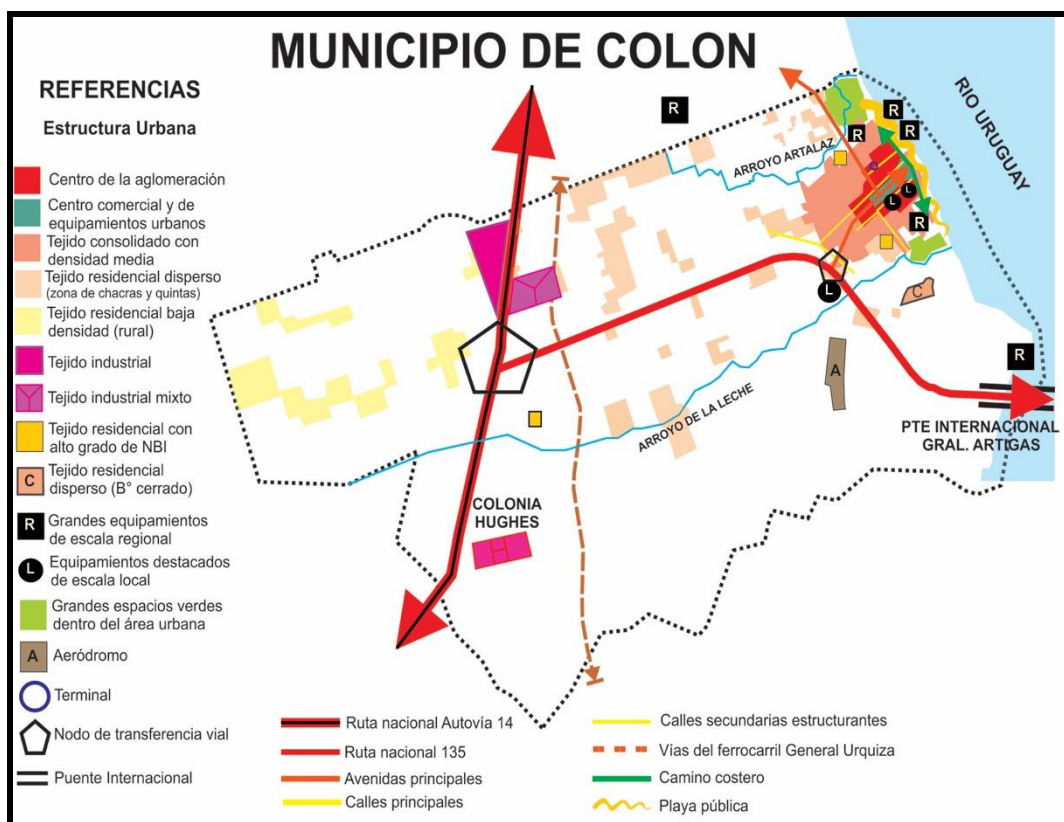 MUNICIPIO DE COLON
REFERENCIAS
Estructura Urbana
Centro de la aglomeración
Centro comercial y de
equipamientos urbanos
Tejido consolidado con
densidad media
Tejido residencial disperso
(zona de chacras y quintas)
Tejido residencial baja
densidad (rural)
Tejido industrial
Tejido industrial mixto
Tejido residencial con
alto grado de NBI
C
Tejido residencial
disperso (B° cerrado)
R
Grandes equipamientos
de escala regional
L
Equipamientos destacados
de escala local
Grandes espacios verdes
dentro del área urbana
A
Aeródromo
Terminal
Nodo de transferencia vial
Puente Internacional
Ruta nacional Autovía 14
Ruta nacional 135
Avenidas principales
Calles principales
Calles secundarias estructurantes
Vías del ferrocarril General Urquiza
Camino costero
Playa pública
R
R
R
R
RIO URUGUAY
ARROYO ARTALAZ
L
L
R
L
C
A
R
ARROYO DE LA LECHE
PTE INTERNACIONAL
GRAL. ARTIGAS
COLONIA
HUGHES